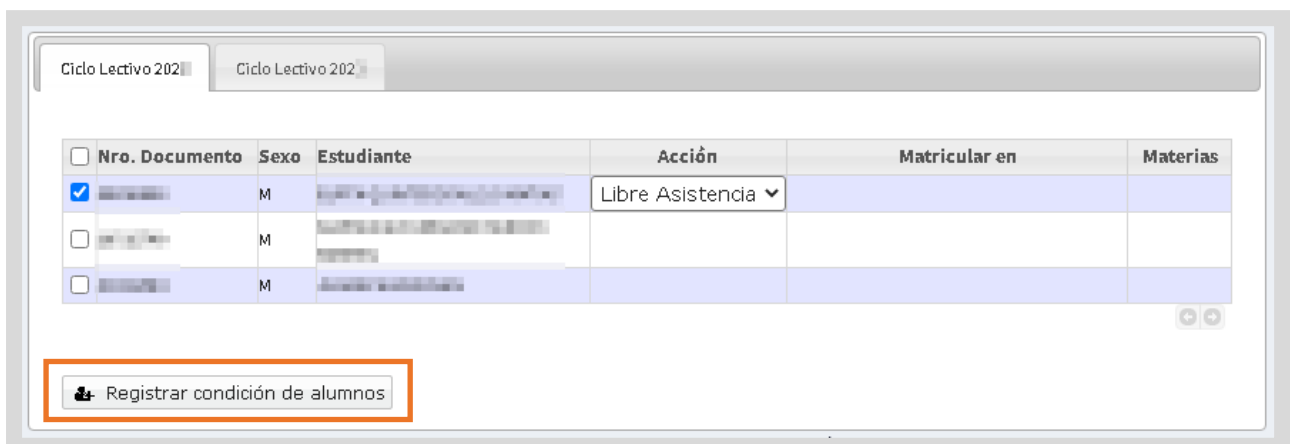 Ciclo Lectivo 202 Ciclo Lectivo 202
Nro. Documento Sexo Estudiante Acción Matricular en Materias
M Libre Asistencia
M
M
Registrar condición de alumnos